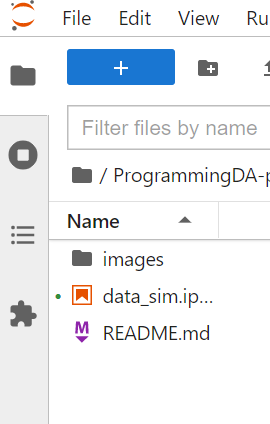 File Edit View Ru
+
Filter files by name
/ ProgrammingDA-p
Name
images
data_sim.ip...
M README.md